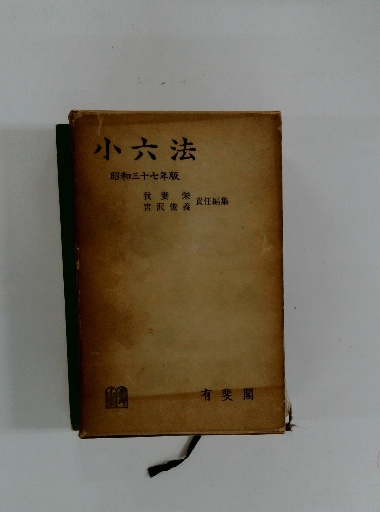 小六法
昭和三十七年版
我妻 榮
宮沢俊義
責任編集
有斐閣